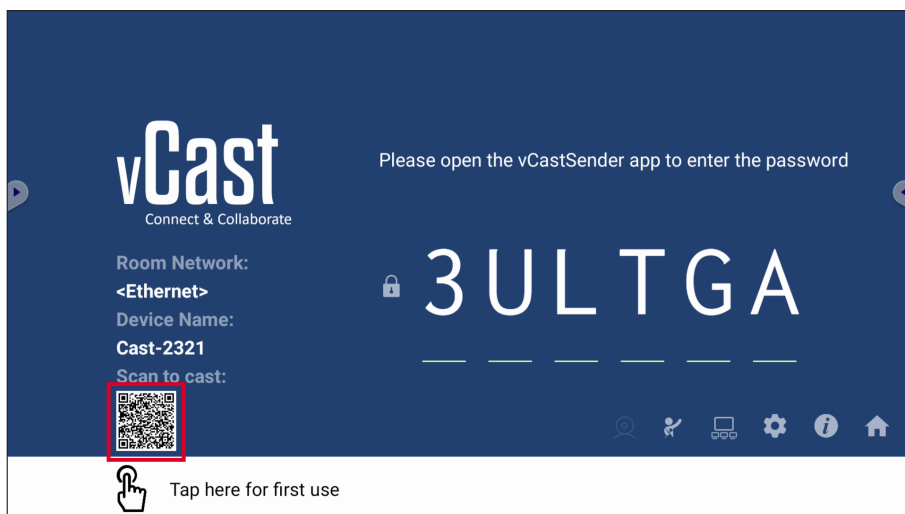 vCast
Connect & Collaborate
Please open the vCastSender app to enter the password
Room Network:
<Ethernet>
Device Name:
Cast-2321
Scan to cast:
3ULTGA
Tap here for first use